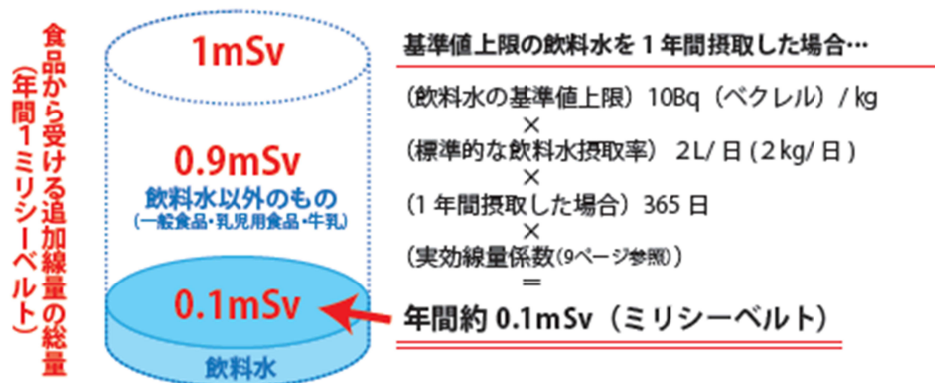 食品から受ける追加線量の総量
(年間1ミリシーベルト)
1mSv
0.9mSv
飲料水以外のもの
(一般食品・乳児用食品・牛乳)
0.1mSv
飲料水
基準値上限の飲料水を1年間摂取した場合…
(飲料水の基準値上限) 10Bq (ベクレル) / kg
×
(標準的な飲料水摂取率) 2L/日(2kg/日)
×
(1年間摂取した場合) 365日
×
(実効線量係数(9ページ参照))
=
年間約0.1mSv (ミリシーベルト)